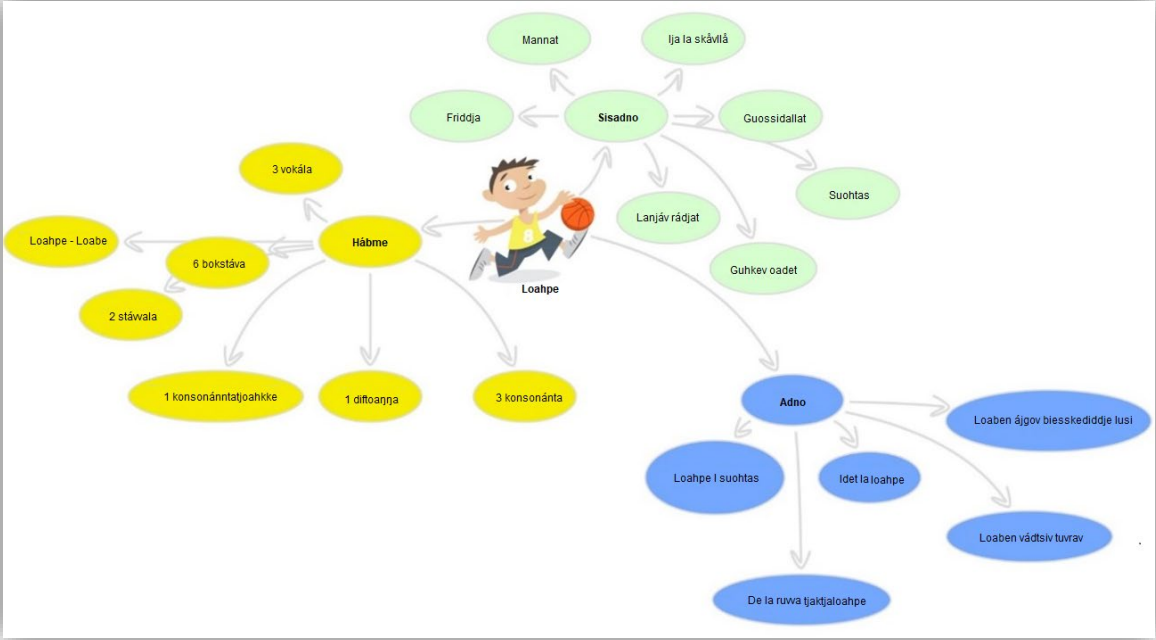 Mannat
Ija la skåvllå
Friddja
Sisadno
Guossidallat
3 vokála
Suohtas
Lanjáv rádjat
Loahpe - Loabe
Hábme
8
6 bokstáva
Guhkev oadet
Loahpe
2 stávvala
1 konsonánntatjoahkke
1 diftoaŋŋa
3 konsonánta
Adno
Loaben ájgov biesskediddje lusi
Loahpe l suohtas
Idet la loahpe
Loaben vádtsiv tuvrav
De la ruvva tjaktjaloahpe